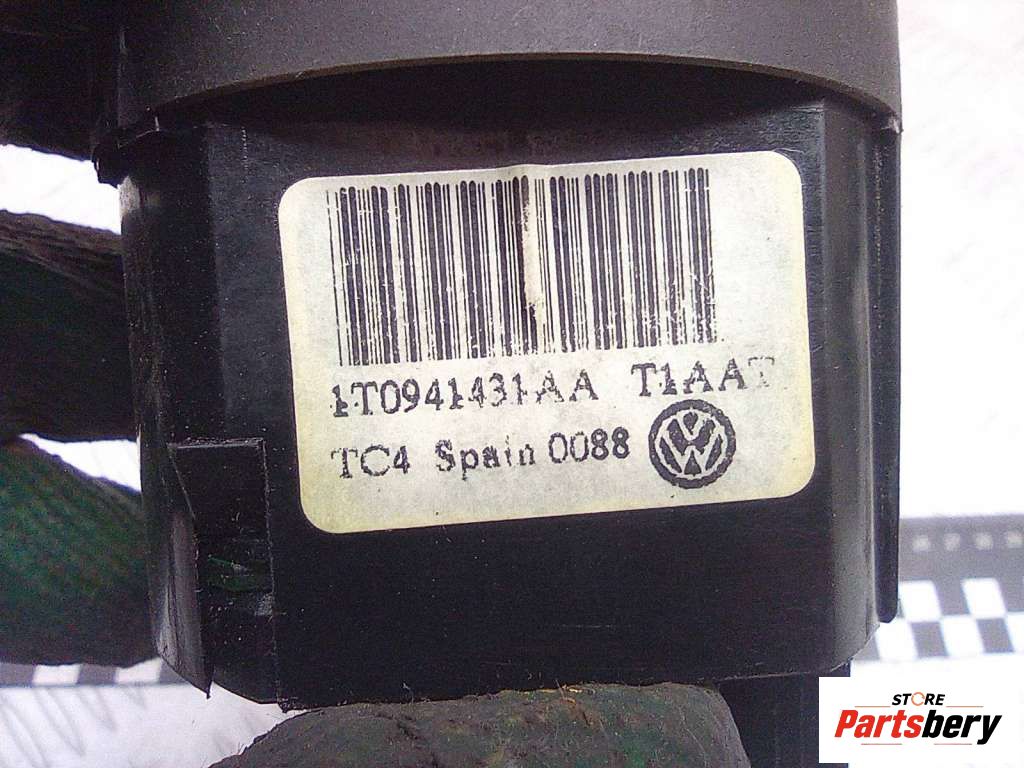 1T0941431AA T1AAT
TC4 Spain 0088
STORE
Partsbery